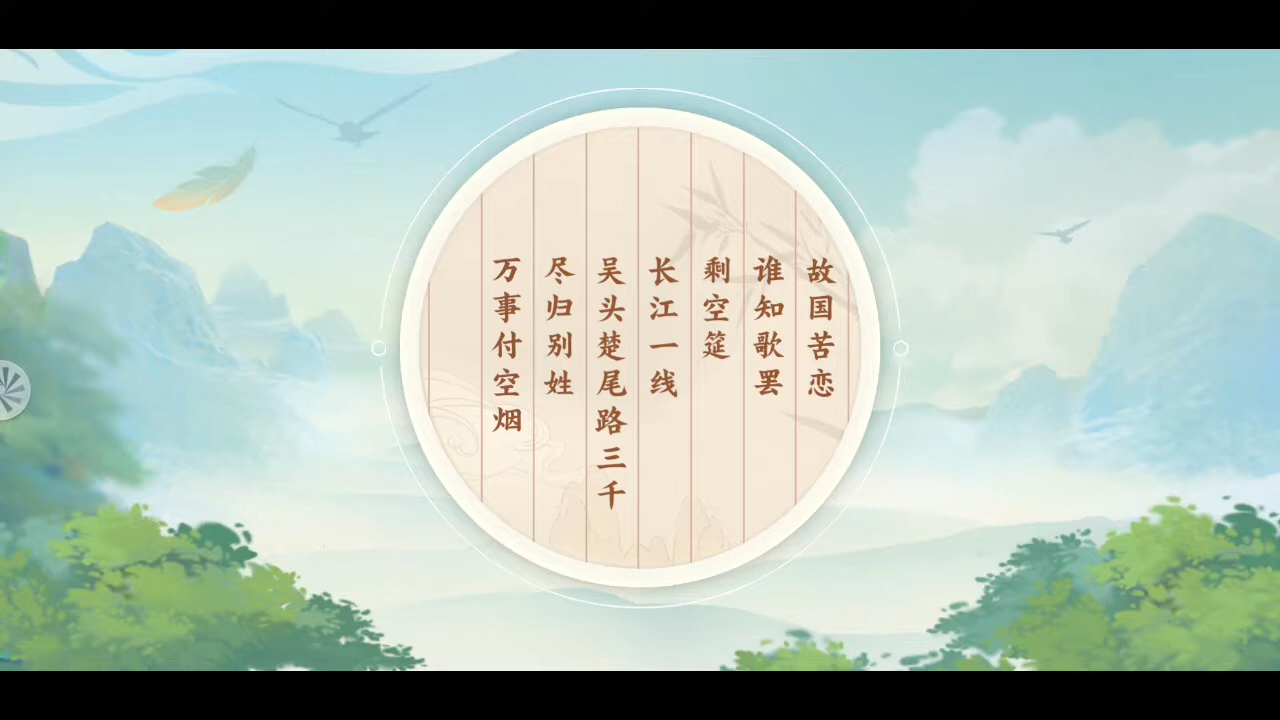 故国苦恋
谁知歌罢
剩空筵
长江一线
吴头楚尾路三千
尽归别姓
万事付空烟